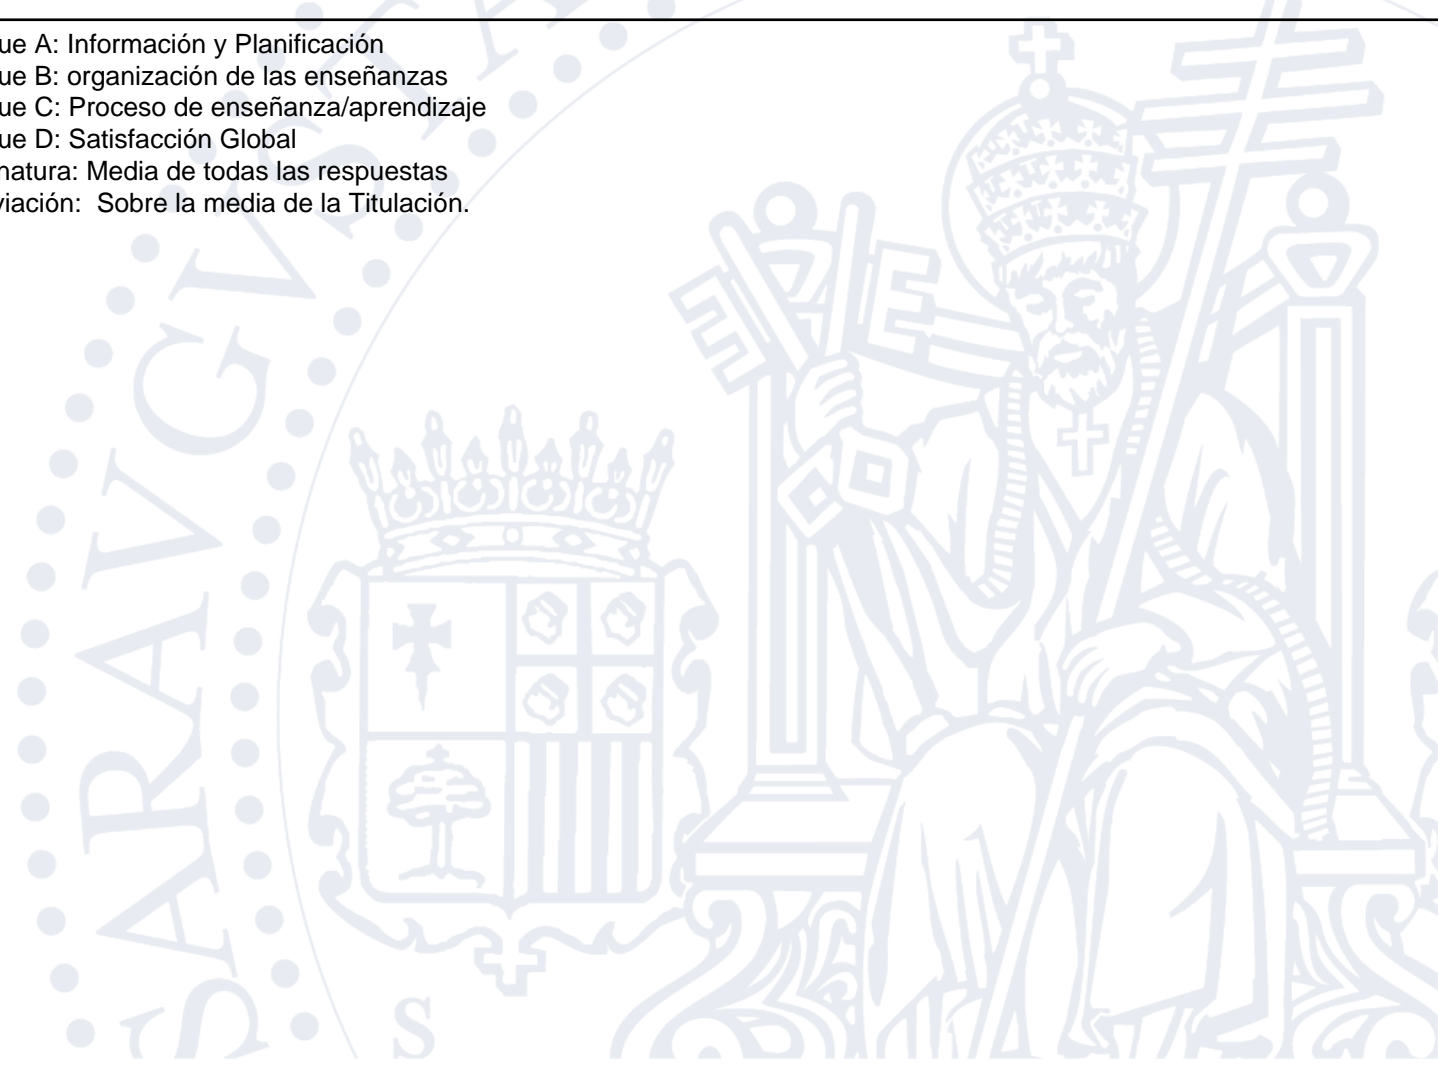 ue A: Información y Planificación
ue B: organización de las enseñanzas
ue C: Proceso de enseñanza/aprendizaje
ue D: Satisfacción Global
natura: Media de todas las respuestas
viación: Sobre la media de la Titulación.
SARAVGVSTA
S